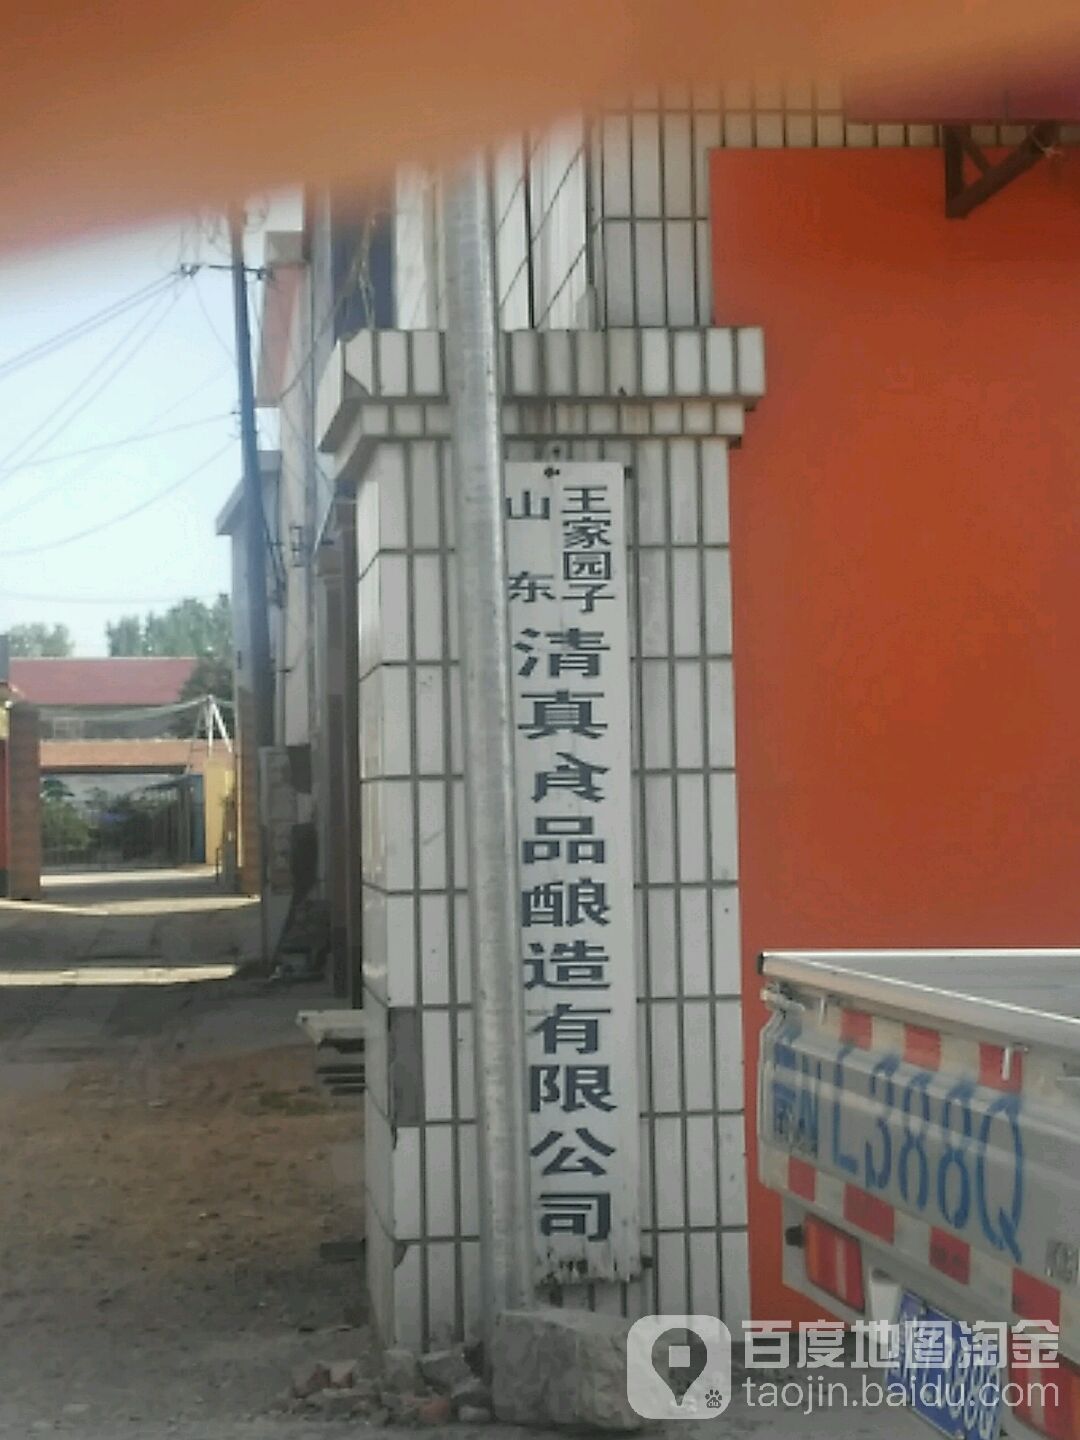 山东
王家园子
清真食品酿造有限公司
L388Q
百度地图淘金
taojin.baidu.com